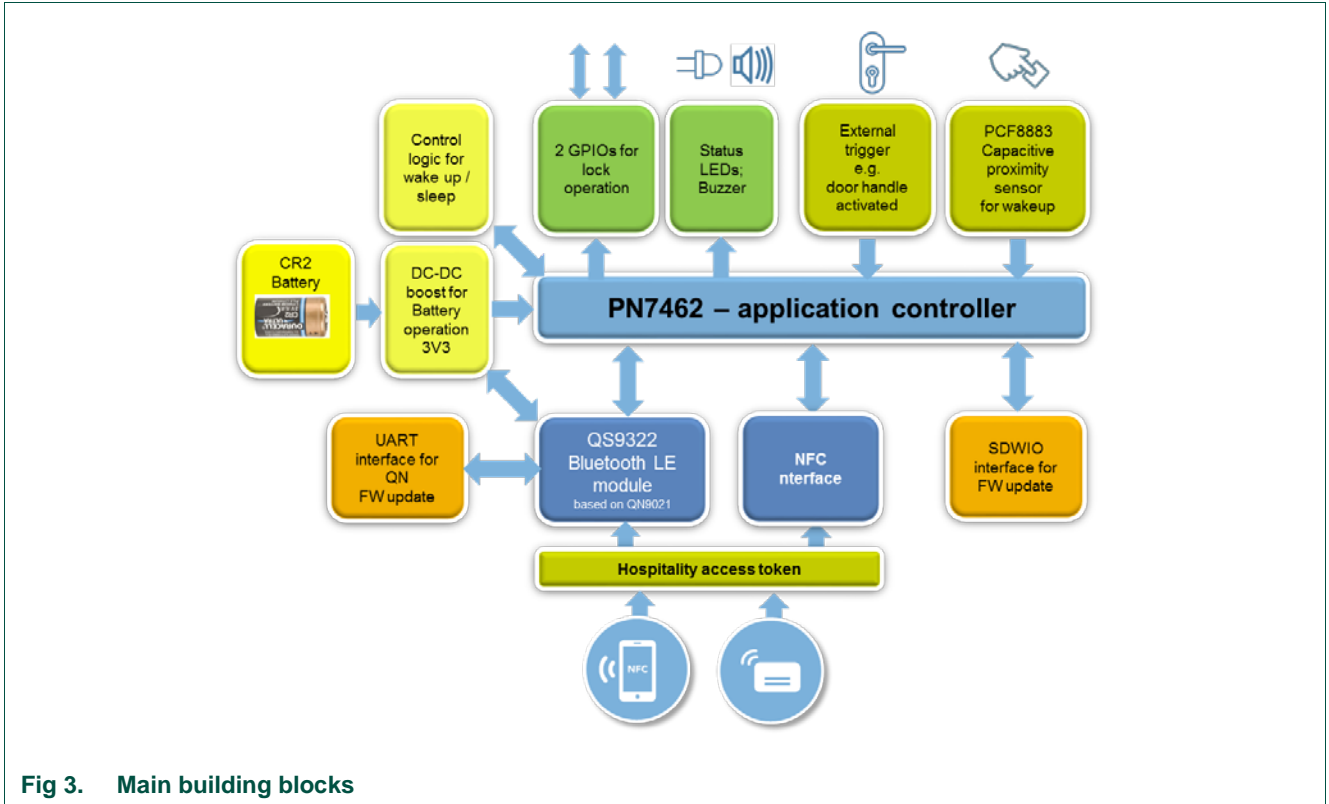 Control
logic for
wake up /
sleep
2 GPIOs for
lock
operation
Status
LEDs;
Buzzer
External
trigger
e.g.
door handle
activated
PCF8883
Capacitive
proximity
sensor
for wakeup
CR2
Battery
DURACELL
ULTRA
CR2
DC-DC
boost for
Battery
operation
3V3
PN7462 – application controller
UART
interface for
QN
FW update
QS9322
Bluetooth LE
module
based on QN9021
NFC
nterface
SDWIO
interface for
FW update
Hospitality access token
NFC
Fig 3. Main building blocks